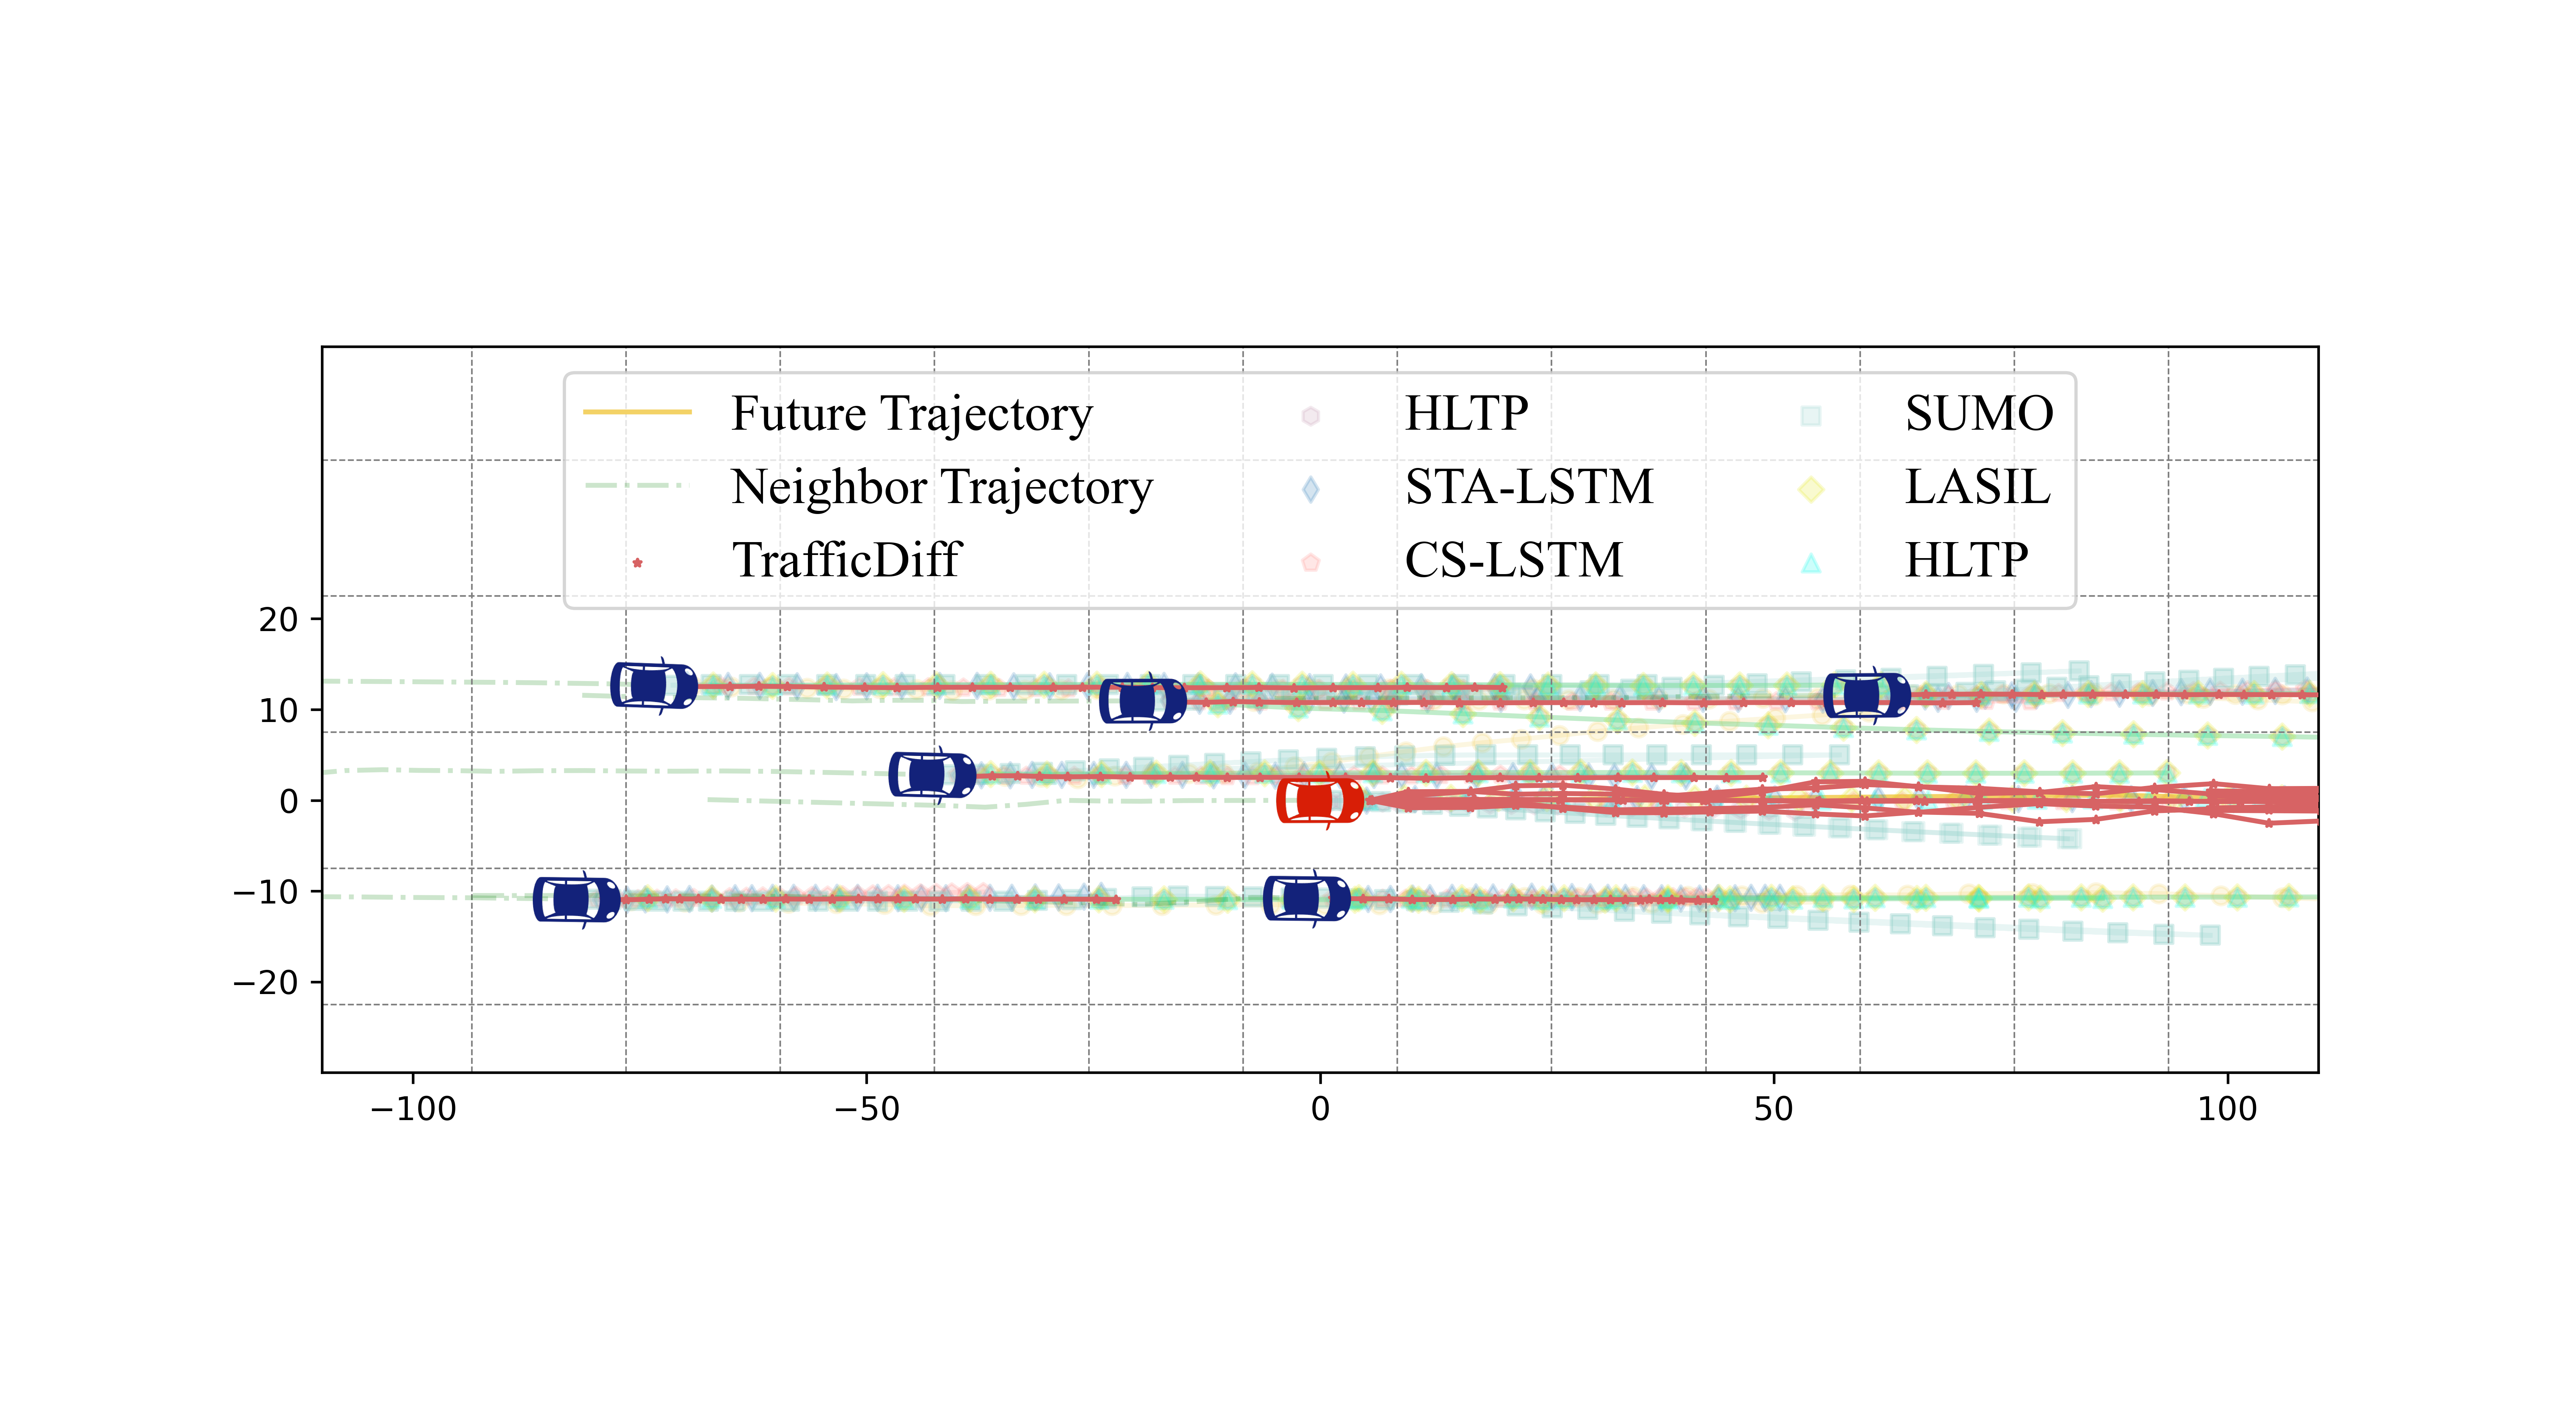 Future Trajectory
Neighbor Trajectory
TrafficDiff
HLTP
STA-LSTM
CS-LSTM
SUMO
LASIL
HLTP
20
10
0
−10
−20
−100
−50
0
50
100